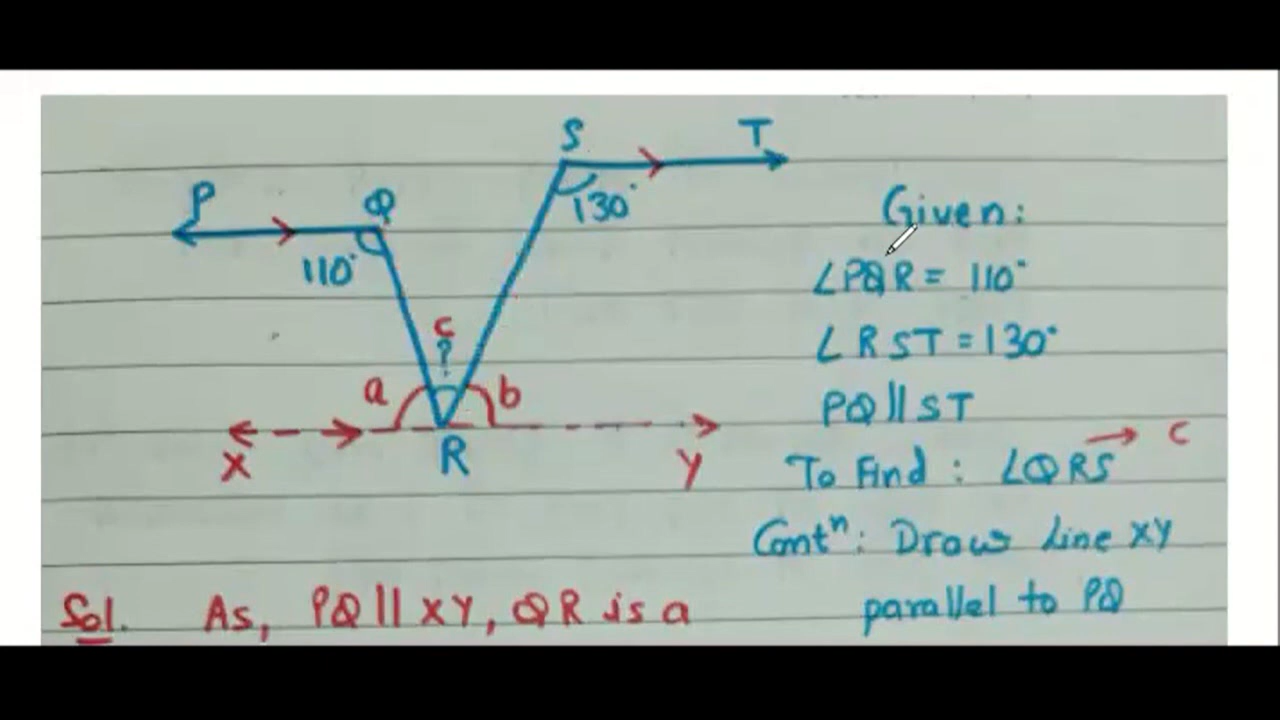 S
T
P
Q
130°
110°
C
?
a
b
X
R
Y
Given:
∠PQR = 110°
∠RST = 130°
PQ || ST
To Find : ∠QRS → C
Contⁿ: Draw Line XY
parallel to PQ
Sol. As, PQ || XY, QR is a